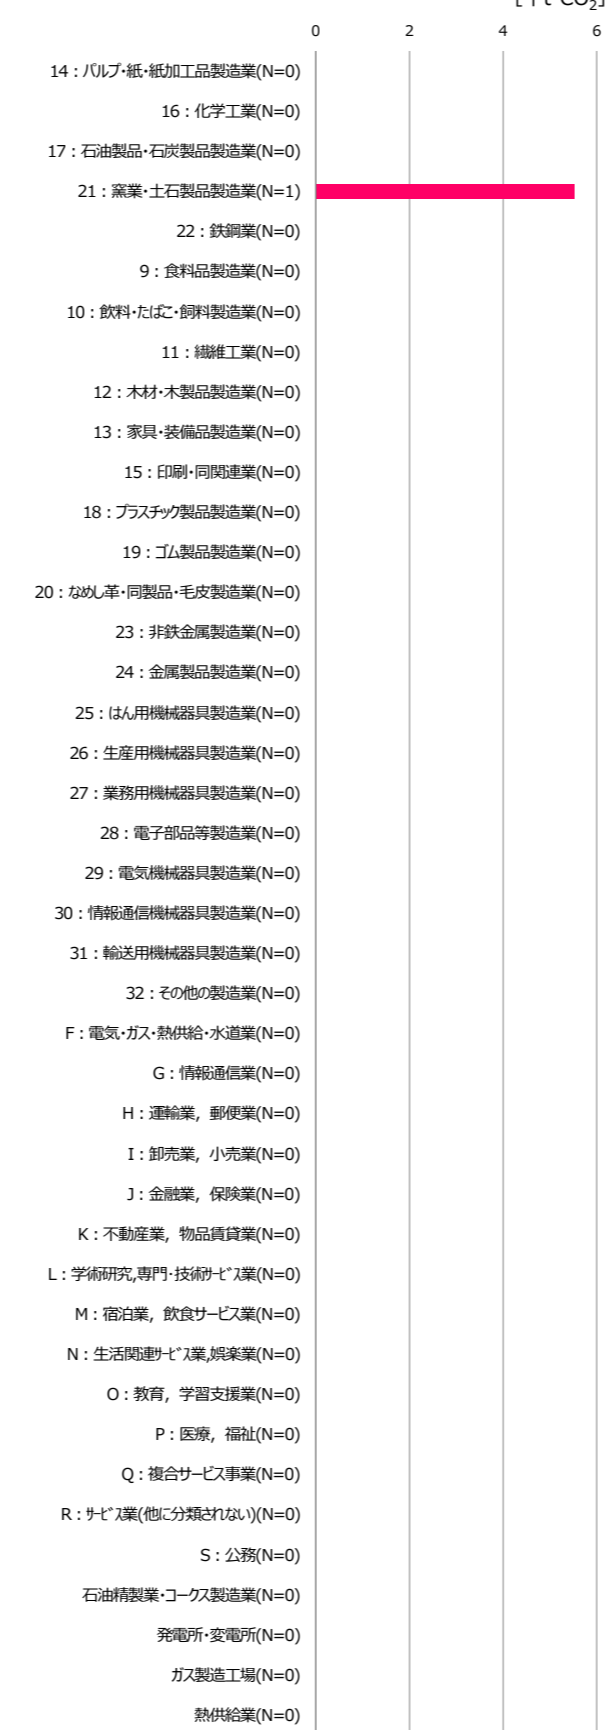 t-CO2]
0 2 4 6
14：パルプ・紙・紙加工品製造業(N=0)
16：化学工業(N=0)
17：石油製品・石炭製品製造業(N=0)
21：窯業・土石製品製造業(N=1)
22：鉄鋼業(N=0)
9：食料品製造業(N=0)
10：飲料・たばこ・飼料製造業(N=0)
11：繊維工業(N=0)
12：木材・木製品製造業(N=0)
13：家具・装備品製造業(N=0)
15：印刷・同関連業(N=0)
18：プラスチック製品製造業(N=0)
19：ゴム製品製造業(N=0)
20：なめし革・同製品・毛皮製造業(N=0)
23：非鉄金属製造業(N=0)
24：金属製品製造業(N=0)
25：はん用機械器具製造業(N=0)
26：生産用機械器具製造業(N=0)
27：業務用機械器具製造業(N=0)
28：電子部品等製造業(N=0)
29：電気機械器具製造業(N=0)
30：情報通信機械器具製造業(N=0)
31：輸送用機械器具製造業(N=0)
32：その他の製造業(N=0)
F：電気・ガス・熱供給・水道業(N=0)
G：情報通信業(N=0)
H：運輸業，郵便業(N=0)
I：卸売業，小売業(N=0)
J：金融業，保険業(N=0)
K：不動産業，物品賃貸業(N=0)
L：学術研究,専門・技術ｻｰﾋﾞｽ業(N=0)
M：宿泊業，飲食サービス業(N=0)
N：生活関連ｻｰﾋﾞｽ業,娯楽業(N=0)
O：教育，学習支援業(N=0)
P：医療，福祉(N=0)
Q：複合サービス事業(N=0)
R：ｻｰﾋﾞｽ業(他に分類されない)(N=0)
S：公務(N=0)
石油精製業・コークス製造業(N=0)
発電所・変電所(N=0)
ガス製造工場(N=0)
熱供給業(N=0)